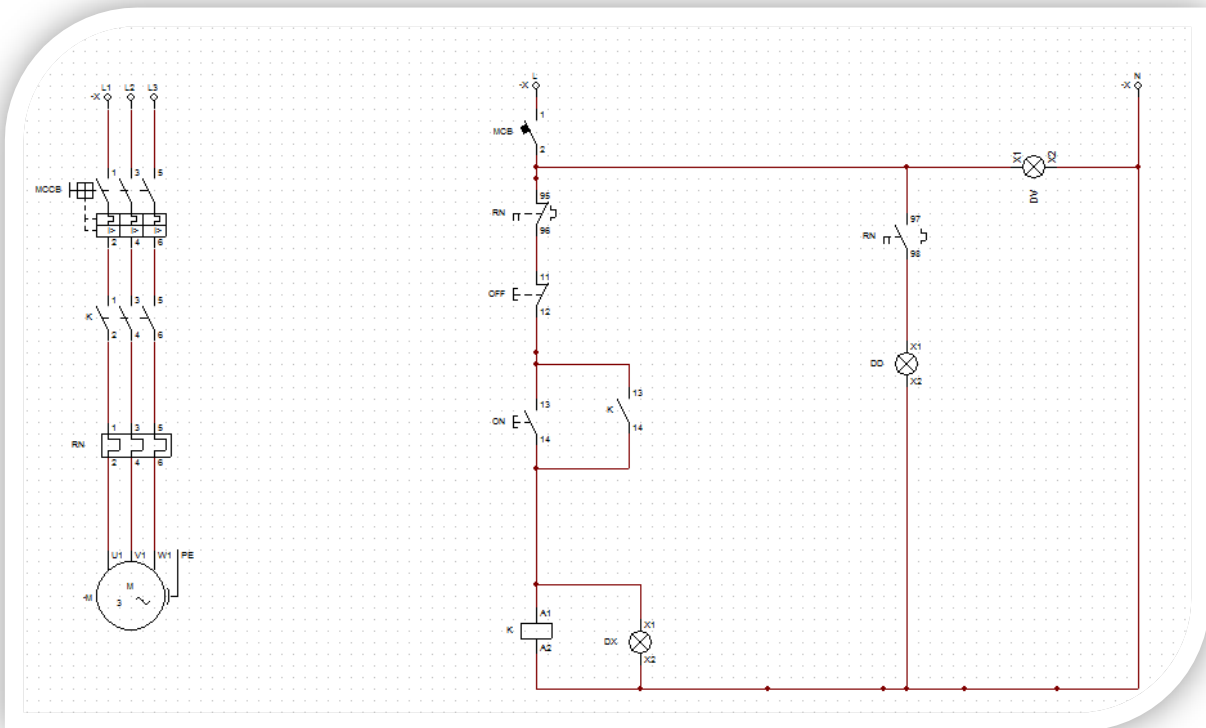 L1 L2 L3
-X
1 3 5
MCCB
I> I> I>
2 4 6
1 3 5
K
2 4 6
1 3 5
RN
2 4 6
U1 V1 W1 PE
M
-M
3
L
-X
1
MCB
2
95
RN
96
11
OFF
12
13
ON
14
13
K
14
A1
K
A2
X1
DX
X2
97
RN
98
X1
DD
X2
X1 X2
DV
N
-X